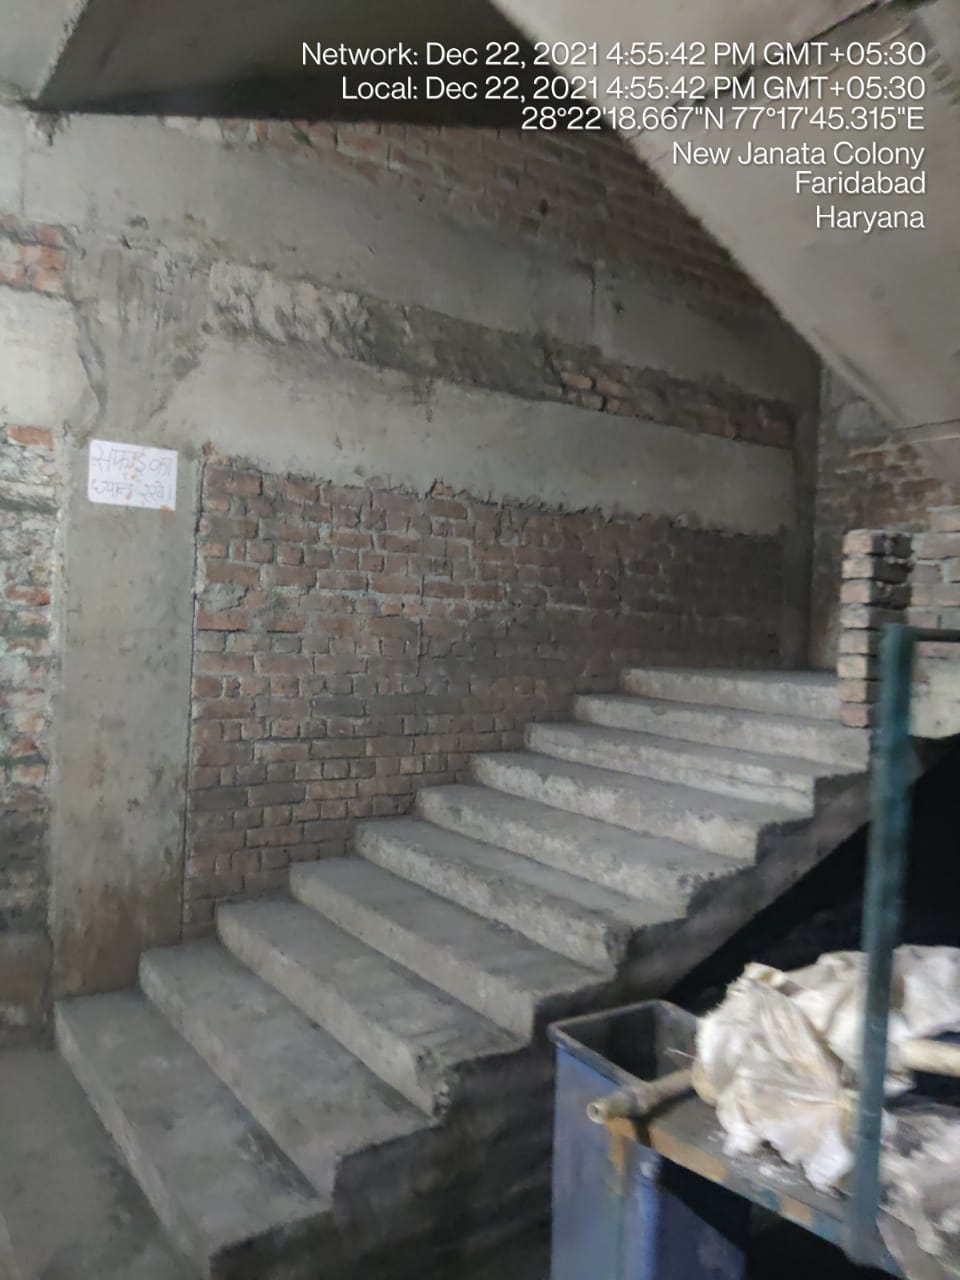 Network: Dec 22, 2021 4:55:42 PM GMT+05:30
Local: Dec 22, 2021 4:55:42 PM GMT+05:30
28°22'18.667"N 77°17'45.315"E
New Janata Colony
Faridabad
Haryana
सफाई का
ध्यान रखे।